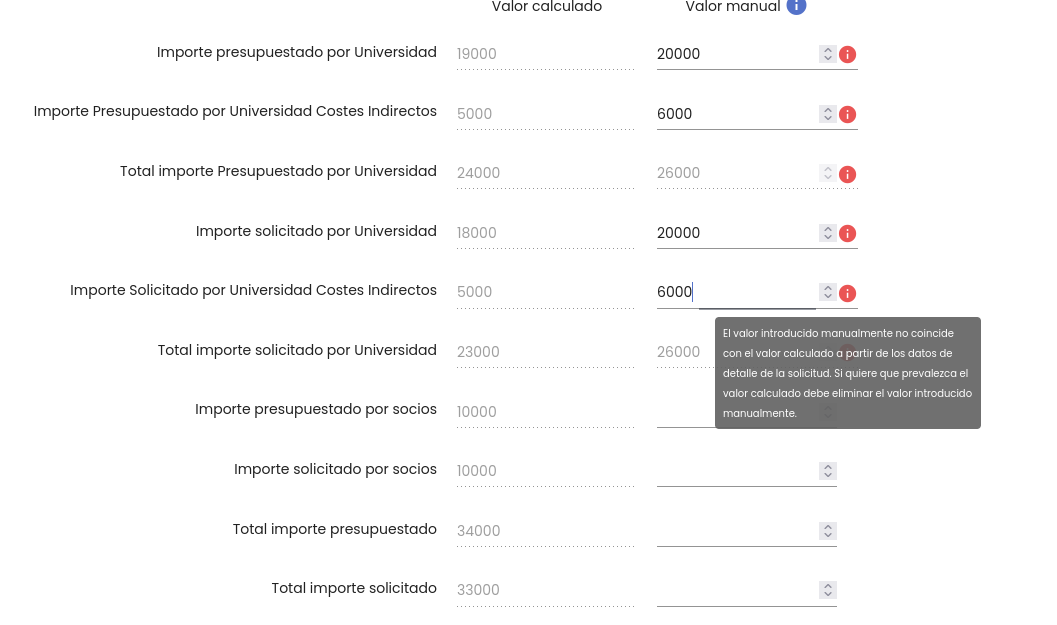 Valor calculado Valor manual
Importe presupuestado por Universidad 19000 20000
Importe Presupuestado por Universidad Costes Indirectos 5000 6000
Total importe Presupuestado por Universidad 24000 26000
Importe solicitado por Universidad 18000 20000
Importe Solicitado por Universidad Costes Indirectos 5000 6000
Total importe solicitado por Universidad 23000 26000
El valor introducido manualmente no coincide
con el valor calculado a partir de los datos de
detalle de la solicitud. Si quiere que prevalezca el
valor calculado debe eliminar el valor introducido
manualmente.
Importe presupuestado por socios 10000
Importe solicitado por socios 10000
Total importe presupuestado 34000
Total importe solicitado 33000